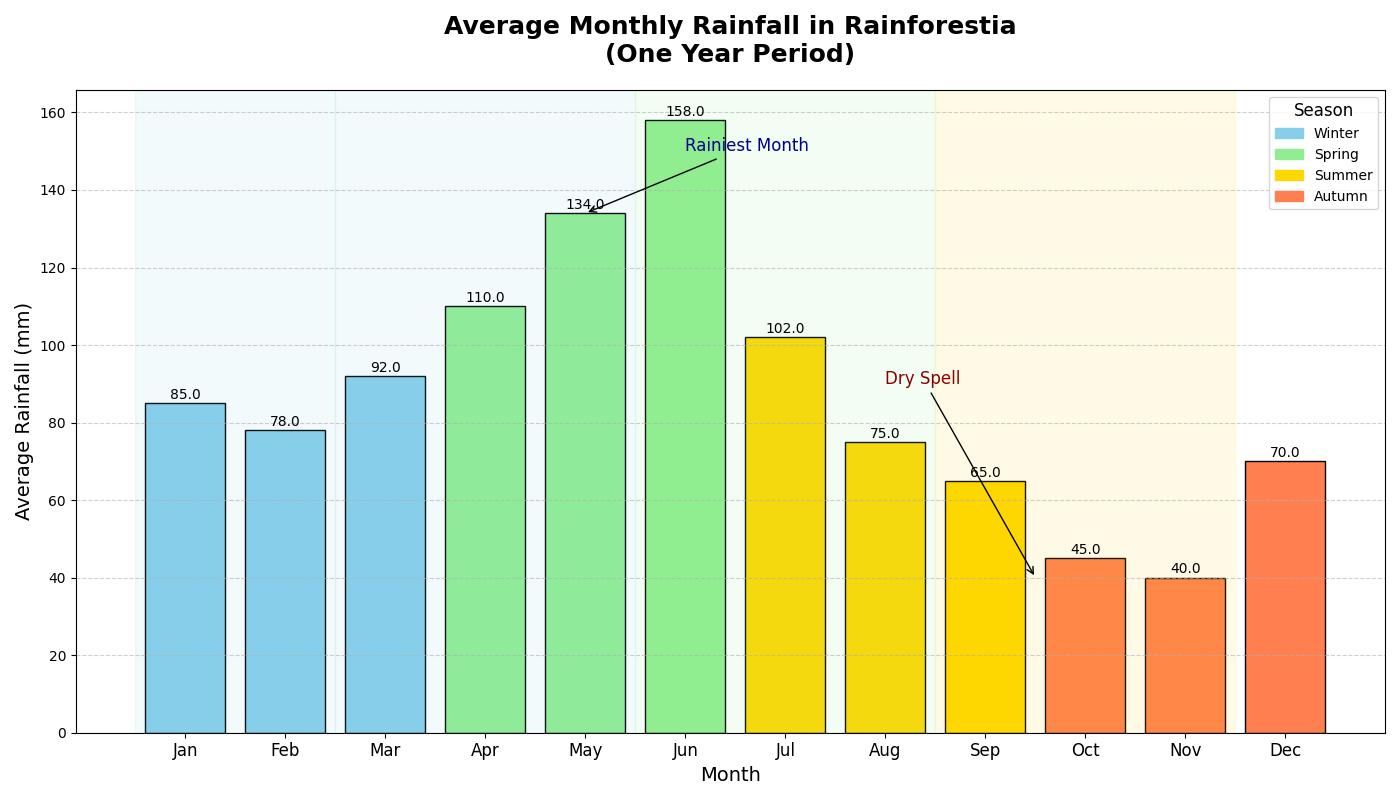 Average Monthly Rainfall in Rainforestia
(One Year Period)
Average Rainfall (mm)
160
140
120
100
80
60
40
20
0
85.0
78.0
92.0
110.0
134.0
158.0
102.0
75.0
65.0
45.0
40.0
70.0
Rainiest Month
Dry Spell
Season
Winter
Spring
Summer
Autumn
Jan Feb Mar Apr May Jun Jul Aug Sep Oct Nov Dec
Month